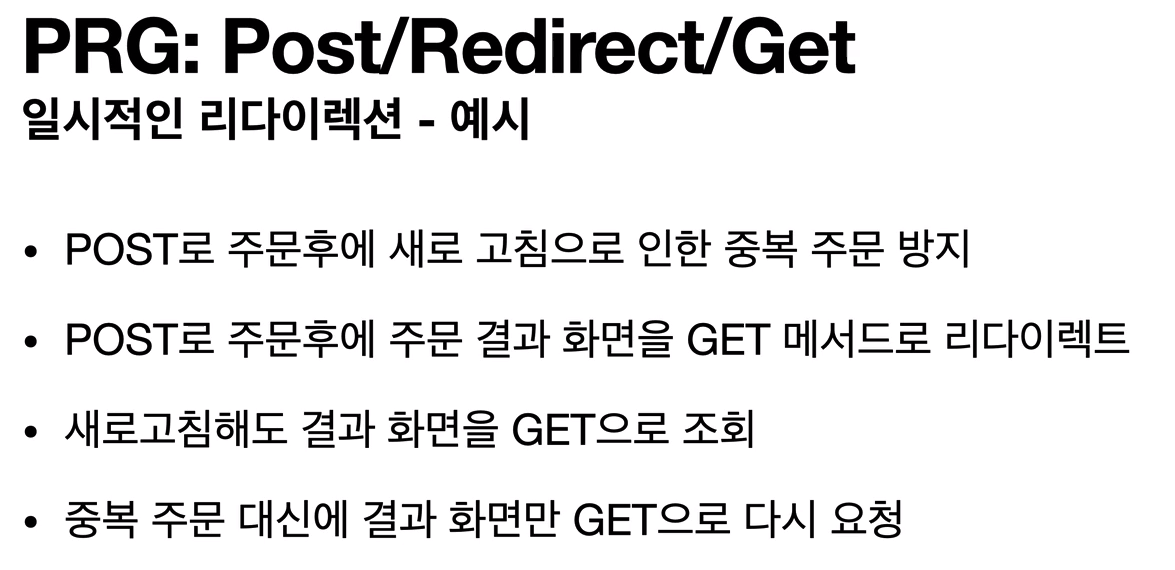 PRG: Post/Redirect/Get
일시적인 리다이렉션 - 예시
• POST로 주문후에 새로 고침으로 인한 중복 주문 방지
• POST로 주문후에 주문 결과 화면을 GET 메서드로 리다이렉트
• 새로고침해도 결과 화면을 GET으로 조회
• 중복 주문 대신에 결과 화면만 GET으로 다시 요청